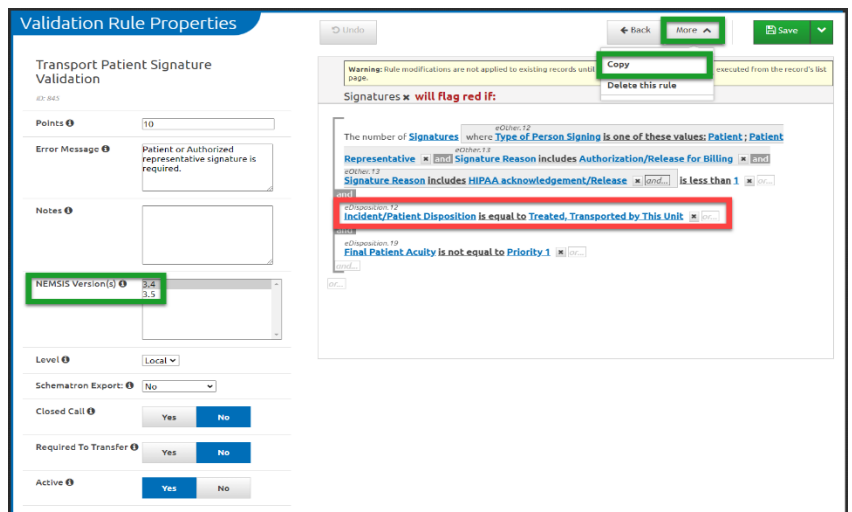 Validation Rule Properties
Undo
Back
More
Save
Copy
Delete this rule
Transport Patient Signature
Validation
ID: 845
Points
10
Error Message
Patient or Authorized
representative signature is
required.
Notes
NEMSIS Version(s)
3.4
3.5
Level
Local
Schematron Export:
No
Closed Call
Yes
No
Required To Transfer
Yes
No
Active
Yes
No
Warning: Rule modifications are not applied to existing records until executed from the record's list
page.
Signatures x will flag red if:
eOther.12
The number of Signatures where Type of Person Signing is one of these values: Patient ; Patient
eOther.13
Representative x and Signature Reason includes Authorization/Release for Billing x and
eOther.13
Signature Reason includes HIPAA acknowledgement/Release x and... is less than 1 x or...
and
eDisposition.12
Incident/Patient Disposition is equal to Treated, Transported by This Unit x or...
and
eDisposition.19
Final Patient Acuity is not equal to Priority 1 x or...
and...
or...